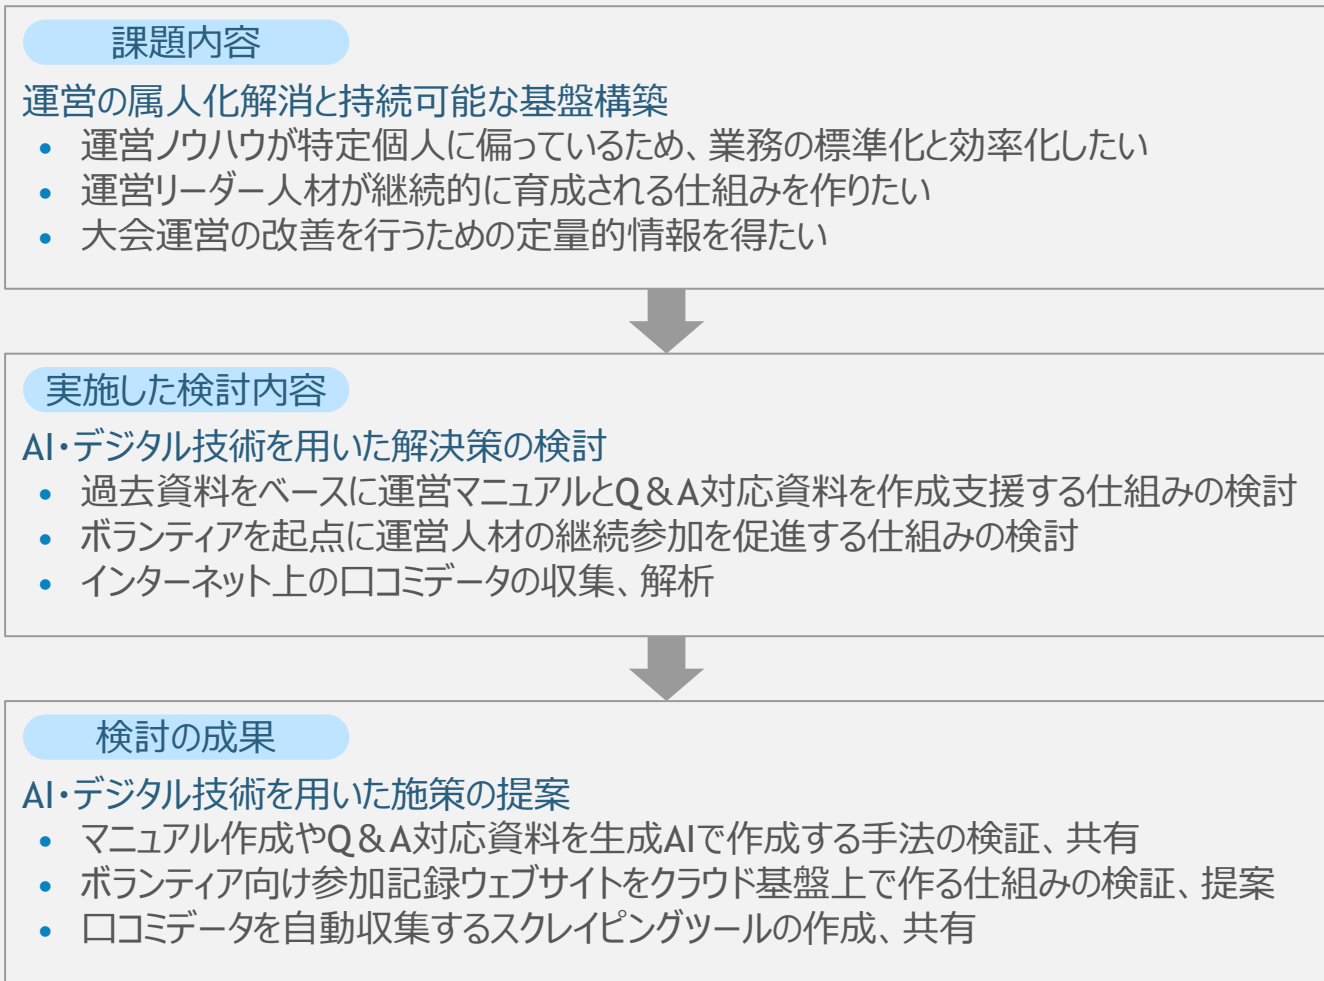 課題内容
運営の属人化解消と持続可能な基盤構築
• 運営ノウハウが特定個人に偏っているため、業務の標準化と効率化したい
• 運営リーダー人材が継続的に育成される仕組みを作りたい
• 大会運営の改善を行うための定量的情報を得たい
実施した検討内容
AI・デジタル技術を用いた解決策の検討
• 過去資料をベースに運営マニュアルとQ&A対応資料を作成支援する仕組みの検討
• ボランティアを起点に運営人材の継続参加を促進する仕組みの検討
• インターネット上の口コミデータの収集、解析
検討の成果
AI・デジタル技術を用いた施策の提案
• マニュアル作成やQ&A対応資料を生成AIで作成する手法の検証、共有
• ボランティア向け参加記録ウェブサイトをクラウド基盤上で作る仕組みの検証、提案
• 口コミデータを自動収集するスクレイピングツールの作成、共有